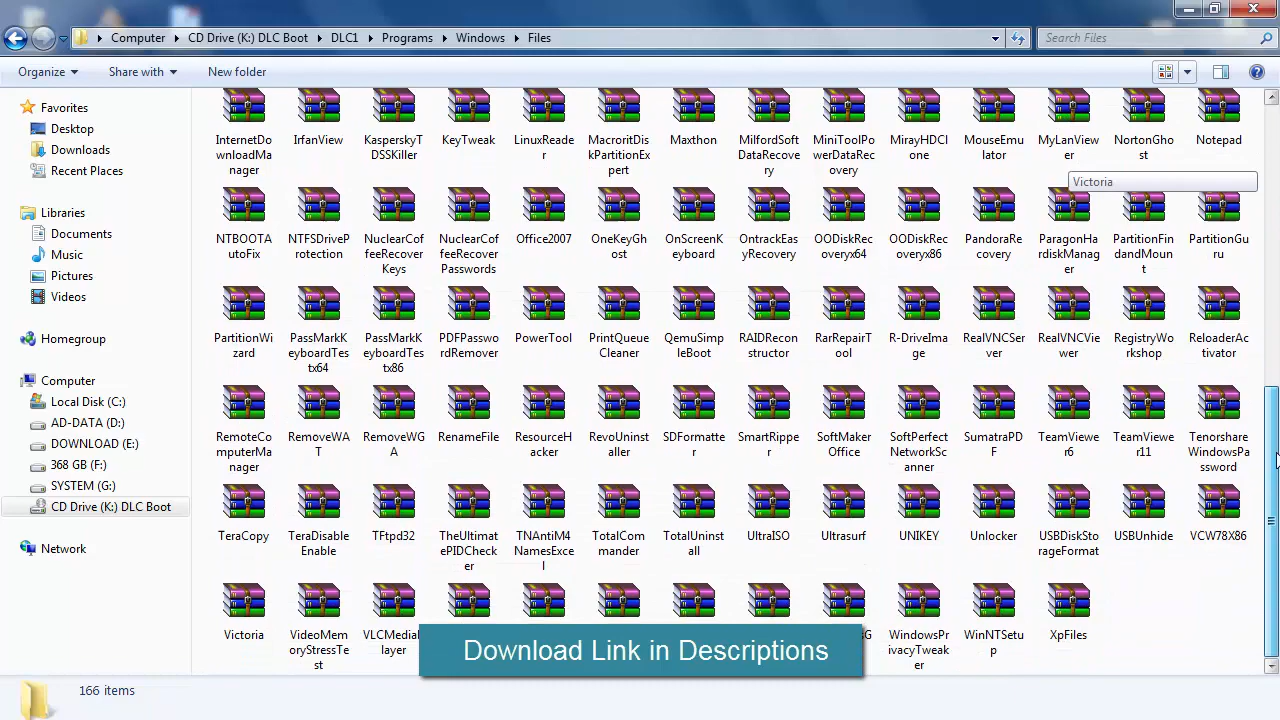 Computer ▸ CD Drive (K:) DLC Boot ▸ DLC1 ▸ Programs ▸ Windows ▸ Files
Search Files
Organize
Share with
New folder
Favorites
Desktop
Downloads
Recent Places
Libraries
Documents
Music
Pictures
Videos
Homegroup
Computer
Local Disk (C:)
AD-DATA (D:)
DOWNLOAD (E:)
368 GB (F:)
SYSTEM (G:)
CD Drive (K:) DLC Boot
Network
InternetDownloadManager
IrfanView
KasperskyTDSSKiller
KeyTweak
LinuxReader
MacroritDiskPartitionExpert
Maxthon
MilfordSoftDataRecovery
MiniToolPowerDataRecovery
MirayHDClone
MouseEmulator
MyLanViewer
NortonGhost
Notepad
Victoria
NTBOOTAutoFix
NTFSDriveProtection
NuclearCoffeeRecoverKeys
NuclearCoffeeRecoverPasswords
Office2007
OneKeyGhost
OnScreenKeyboard
OntrackEasyRecovery
OODiskRecoveryx64
OODiskRecoveryx86
PandoraRecovery
ParagonHardiskManager
PartitionFindandMount
PartitionGuru
PartitionWizard
PassMarkKeyboardTestx64
PassMarkKeyboardTestx86
PDFPasswordRemover
PowerTool
PrintQueueCleaner
QemuSimpleBoot
RAIDReconstructor
RarRepairTool
R-DriveImage
RealVNCServer
RealVNCViewer
RegistryWorkshop
ReloaderActivator
RemoteComputerManager
RemoveWAT
RemoveWGA
RenameFile
ResourceHacker
RevoUninstaller
SDFormatter
SmartRipper
SoftMakerOffice
SoftPerfectNetworkScanner
SumatraPDF
TeamViewer6
TeamViewer11
TenorshareWindowsPassword
TeraCopy
TeraDisableEnable
TFtpd32
TheUltimatePIDChecker
TNAntiM4NamesExcel
TotalCommander
TotalUninstall
UltraISO
Ultrasurf
UNIKEY
Unlocker
USBDiskStorageFormat
USBUnhide
VCW78X86
Victoria
VideoMemoryStressTest
VLCMedia
layer
WindowsPrivacyTweaker
WinNTSetup
XpFiles
Download Link in Descriptions
166 items